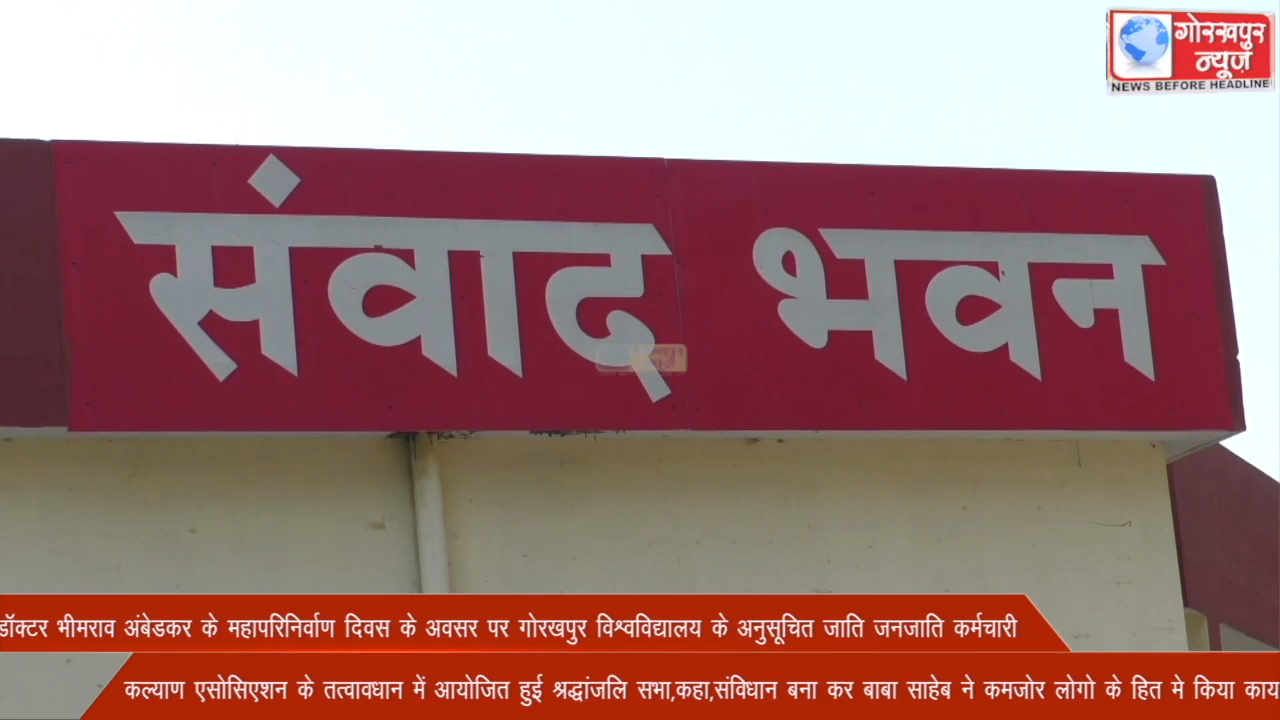 गोरखपुर
न्यूज़
NEWS BEFORE HEADLINE
संवाद भवन
डॉक्टर भीमराव अंबेडकर के महापरिनिर्वाण दिवस के अवसर पर गोरखपुर विश्वविद्यालय के अनुसूचित जाति जनजाति कर्मचारी
कल्याण एसोसिएशन के तत्वावधान में आयोजित हुई श्रद्धांजलि सभा,कहा,संविधान बना कर बाबा साहेब ने कमजोर लोगो के हित मे किया